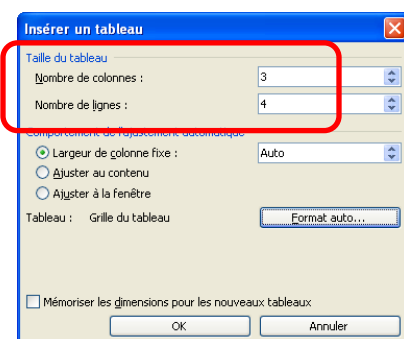 Insérer un tableau
Taille du tableau
Nombre de colonnes : 3
Nombre de lignes : 4
Comportement de l'ajustement automatique
Largeur de colonne fixe : Auto
Ajuster au contenu
Ajuster à la fenêtre
Tableau : Grille du tableau Format auto...
Mémoriser les dimensions pour les nouveaux tableaux
OK Annuler